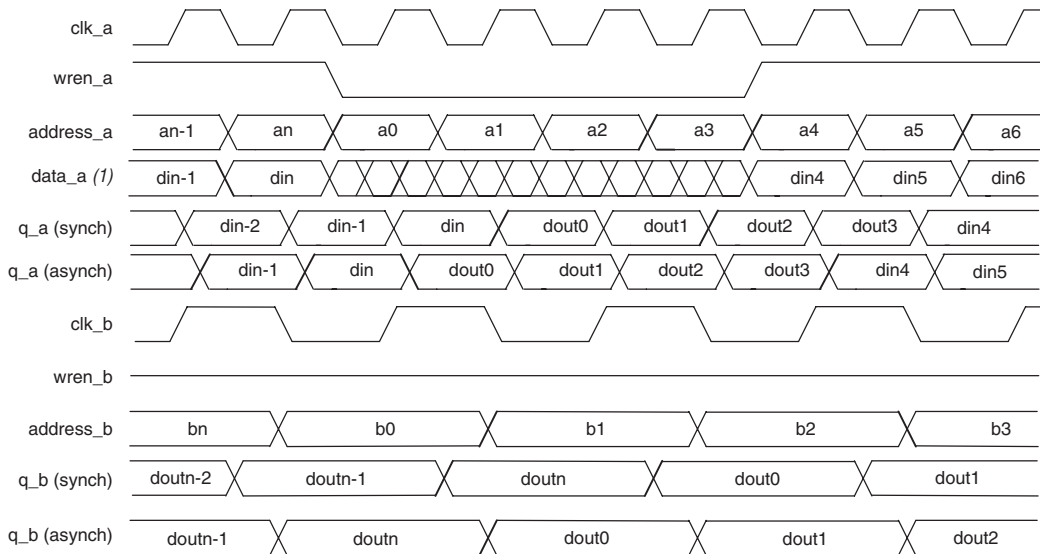 clk_a
wren_a
address_a an-1 an a0 a1 a2 a3 a4 a5 a6
data_a (1) din-1 din din4 din5 din6
q_a (synch) din-2 din-1 din dout0 dout1 dout2 dout3 din4
q_a (asynch) din-1 din dout0 dout1 dout2 dout3 din4 din5
clk_b
wren_b
address_b bn b0 b1 b2 b3
q_b (synch) doutn-2 doutn-1 doutn dout0 dout1
q_b (asynch) doutn-1 doutn dout0 dout1 dout2